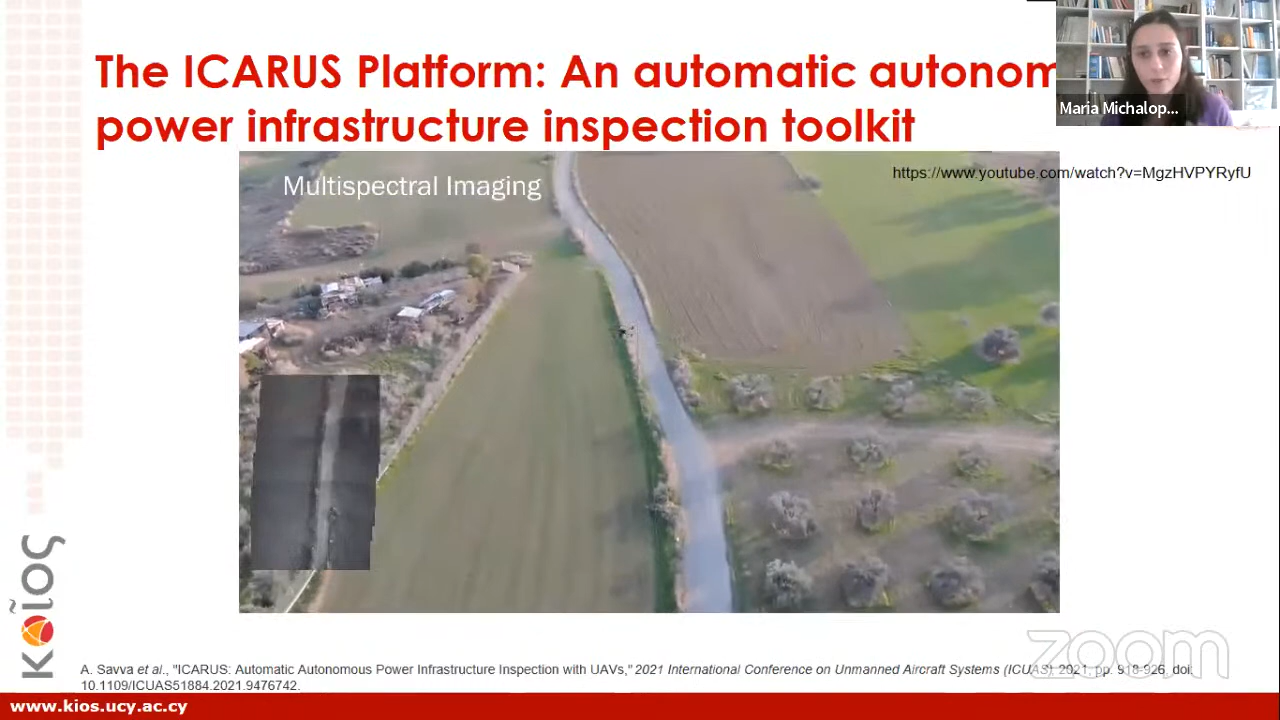 The ICARUS Platform: An automatic autonom
power infrastructure inspection toolkit
Maria Michalop...
https://www.youtube.com/watch?v=MgzHVPYRyfU
Multispectral Imaging
κοῖος
zoom
A. Savva et al., "ICARUS: Automatic Autonomous Power Infrastructure Inspection with UAVs," 2021 International Conference on Unmanned Aircraft Systems (ICUAS), 2021, pp. 918-926, doi:
10.1109/ICUAS51884.2021.9476742.
www.kios.ucy.ac.cy